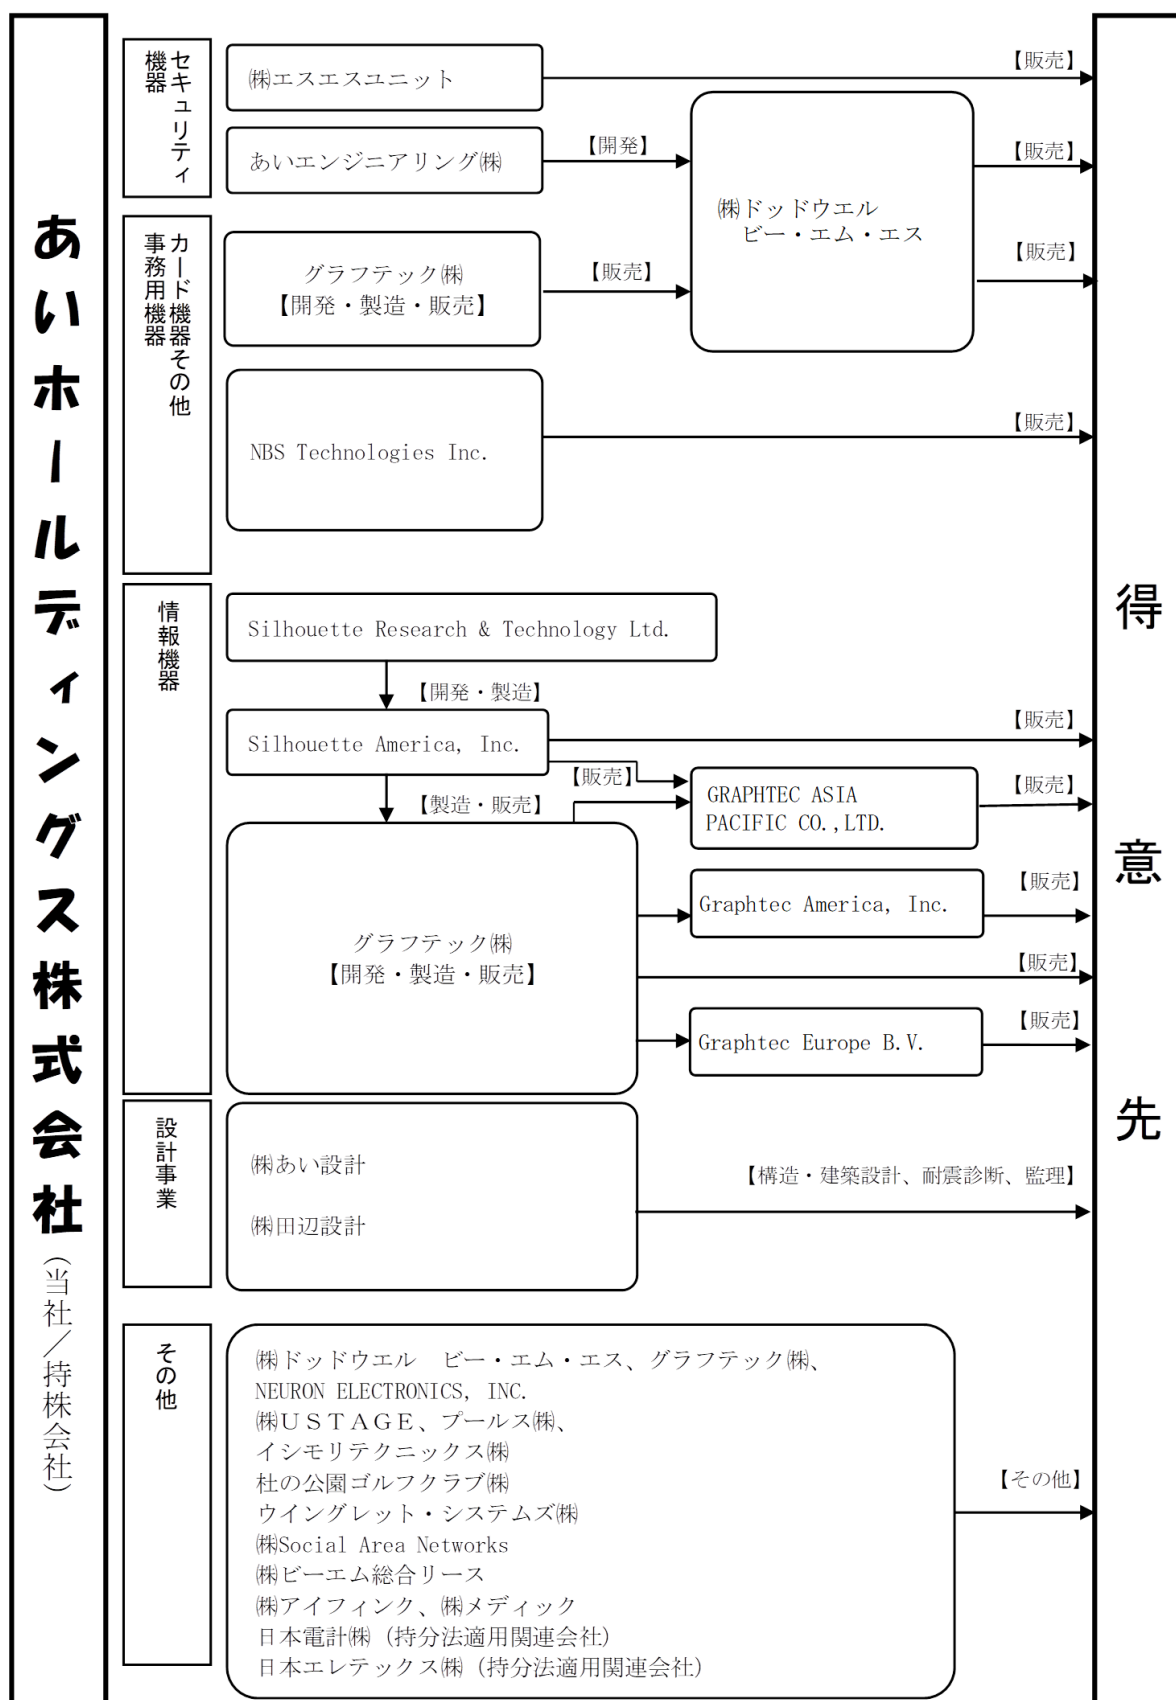 あいホールディングス株式会社(当社／持株会社)
セキュリティ
機器
㈱エスエスユニット
【販売】
あいエンジニアリング㈱
【開発】
㈱ドッドウエル
ビー・エム・エス
【販売】
カード機器その他
事務用機器
グラフテック㈱
【開発・製造・販売】
【販売】
【販売】
NBS Technologies Inc.
【販売】
情報機器
Silhouette Research & Technology Ltd.
【開発・製造】
Silhouette America, Inc.
【販売】
【販売】
【製造・販売】
GRAPHTEC ASIA
PACIFIC CO.,LTD.
【販売】
グラフテック㈱
【開発・製造・販売】
Graphtec America, Inc.
【販売】
【販売】
Graphtec Europe B.V.
【販売】
設計事業
㈱あい設計
㈱田辺設計
【構造・建築設計、耐震診断、監理】
その他
㈱ドッドウエル　ビー・エム・エス、グラフテック㈱、
NEURON ELECTRONICS, INC.
㈱ＵＳＴＡＧＥ、プールス㈱、
イシモリテクニックス㈱
杜の公園ゴルフクラブ㈱
ウイングレット・システムズ㈱
㈱Social Area Networks
㈱ビーエム総合リース
㈱アイフィンク、㈱メディック
日本電計㈱（持分法適用関連会社）
日本エレテックス㈱（持分法適用関連会社）
【その他】
得意先